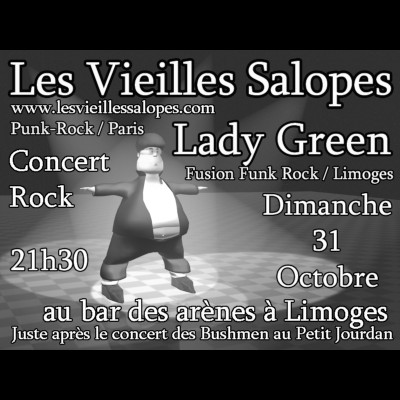 Les Vieilles Salopes
www.lesvieillessalopes.com
Punk-Rock / Paris
Lady Green
Fusion Funk Rock / Limoges
Concert
Rock
21h30
Dimanche
31
Octobre
au bar des arènes à Limoges
Juste après le concert des Bushmen au Petit Jourdan